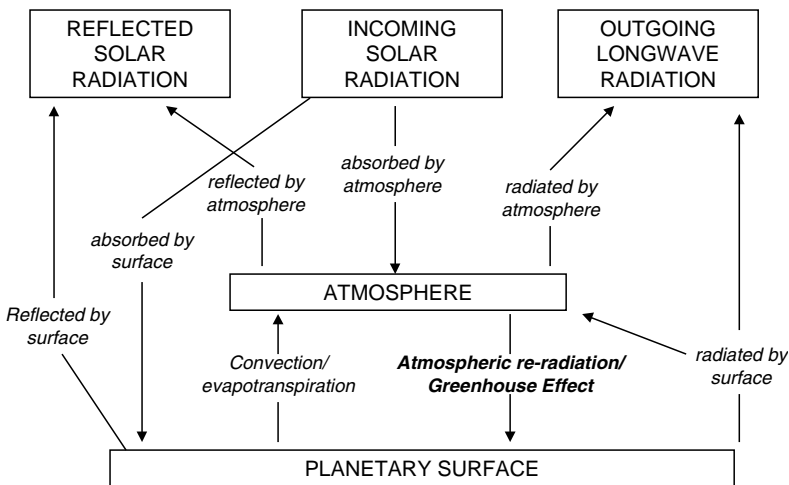 REFLECTED
SOLAR
RADIATION
INCOMING
SOLAR
RADIATION
OUTGOING
LONGWAVE
RADIATION
reflected by
atmosphere
absorbed by
atmosphere
radiated by
atmosphere
absorbed by
surface
ATMOSPHERE
Reflected by
surface
Convection/
evapotranspiration
Atmospheric re-radiation/
Greenhouse Effect
radiated by
surface
PLANETARY SURFACE